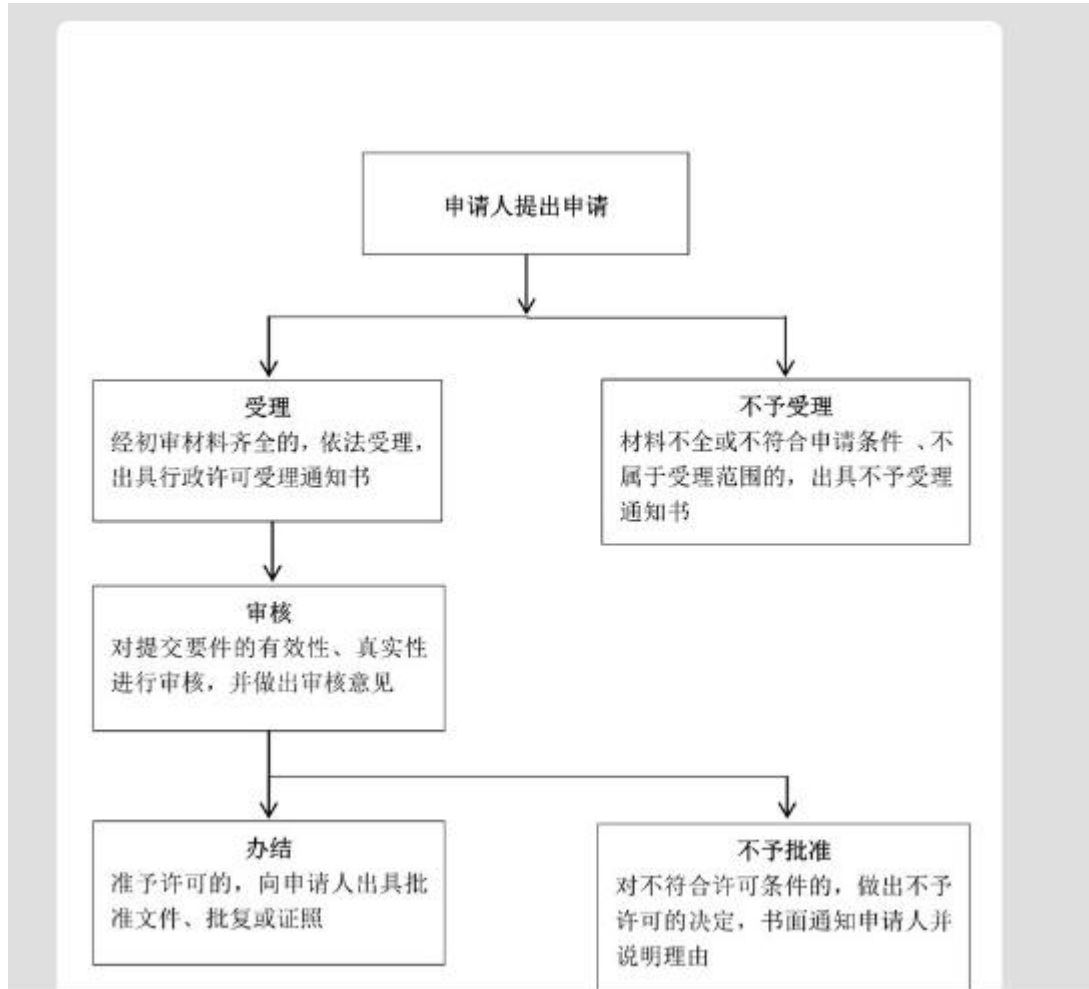 申请人提出申请
受理
经初审材料齐全的，依法受理，
出具行政许可受理通知书
不予受理
材料不全或不符合申请条件 、不
属于受理范围的，出具不予受理
通知书
审核
对提交要件的有效性、真实性
进行审核，并做出审核意见
办结
准予许可的，向申请人出具批
准文件、批复或证照
不予批准
对不符合许可条件的，做出不予
许可的决定，书面通知申请人并
说明理由